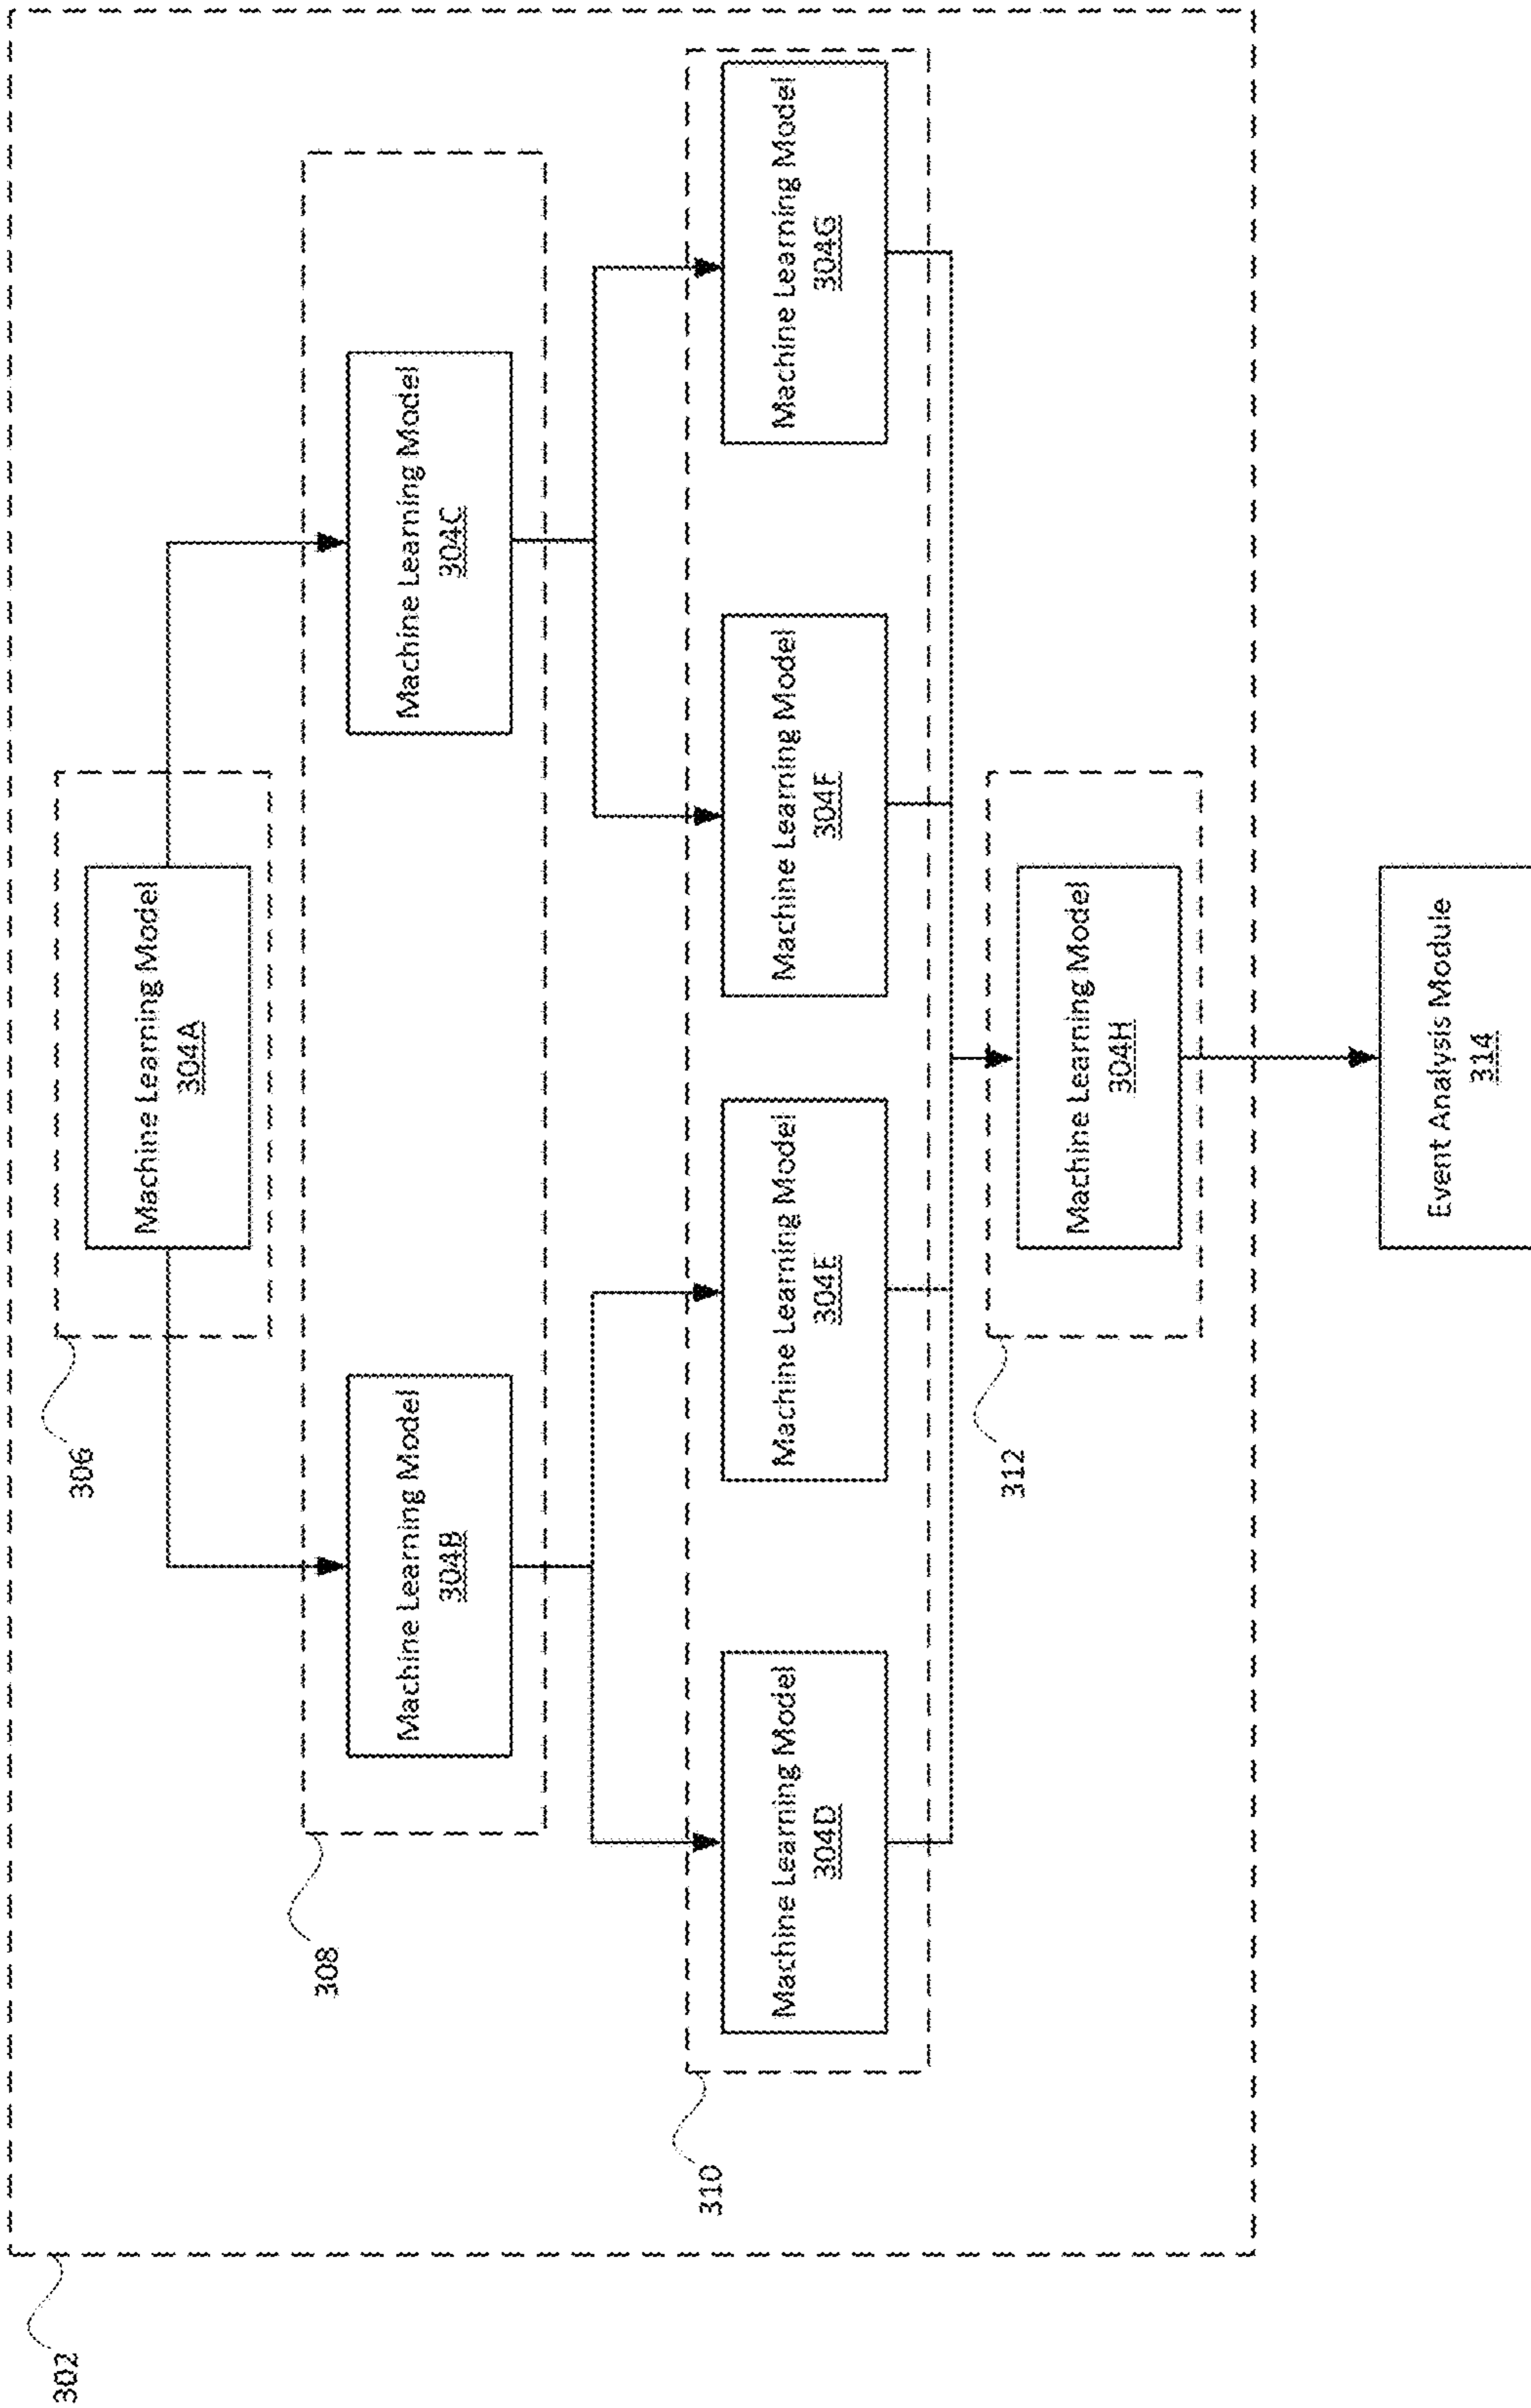 302
306
Machine Learning Model
304A
308
Machine Learning Model
304B
Machine Learning Model
304C
310
Machine Learning Model
304D
Machine Learning Model
304E
Machine Learning Model
304F
Machine Learning Model
304G
312
Machine Learning Model
304H
Event Analysis Module
314